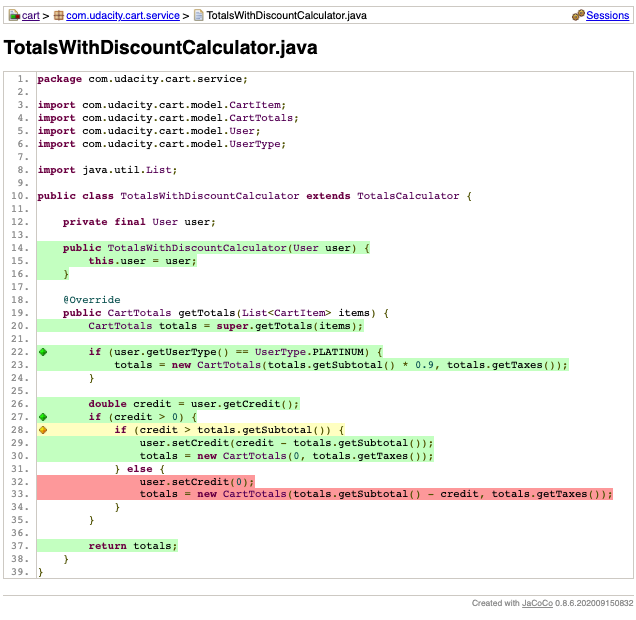 cart > com.udacity.cart.service > TotalsWithDiscountCalculator.java Sessions
TotalsWithDiscountCalculator.java
1. package com.udacity.cart.service;
2.
3. import com.udacity.cart.model.CartItem;
4. import com.udacity.cart.model.CartTotals;
5. import com.udacity.cart.model.User;
6. import com.udacity.cart.model.UserType;
7.
8. import java.util.List;
9.
10. public class TotalsWithDiscountCalculator extends TotalsCalculator {
11.
12.     private final User user;
13.
14.     public TotalsWithDiscountCalculator(User user) {
15.         this.user = user;
16.     }
17.
18.     @Override
19.     public CartTotals getTotals(List<CartItem> items) {
20.         CartTotals totals = super.getTotals(items);
21.
22.         if (user.getUserType() == UserType.PLATINUM) {
23.             totals = new CartTotals(totals.getSubtotal() * 0.9, totals.getTaxes());
24.         }
25.
26.         double credit = user.getCredit();
27.         if (credit > 0) {
28.             if (credit > totals.getSubtotal()) {
29.                 user.setCredit(credit - totals.getSubtotal());
30.                 totals = new CartTotals(0, totals.getTaxes());
31.             } else {
32.                 user.setCredit(0);
33.                 totals = new CartTotals(totals.getSubtotal() - credit, totals.getTaxes());
34.             }
35.         }
36.
37.         return totals;
38.     }
39. }
Created with JaCoCo 0.8.6.202009150832